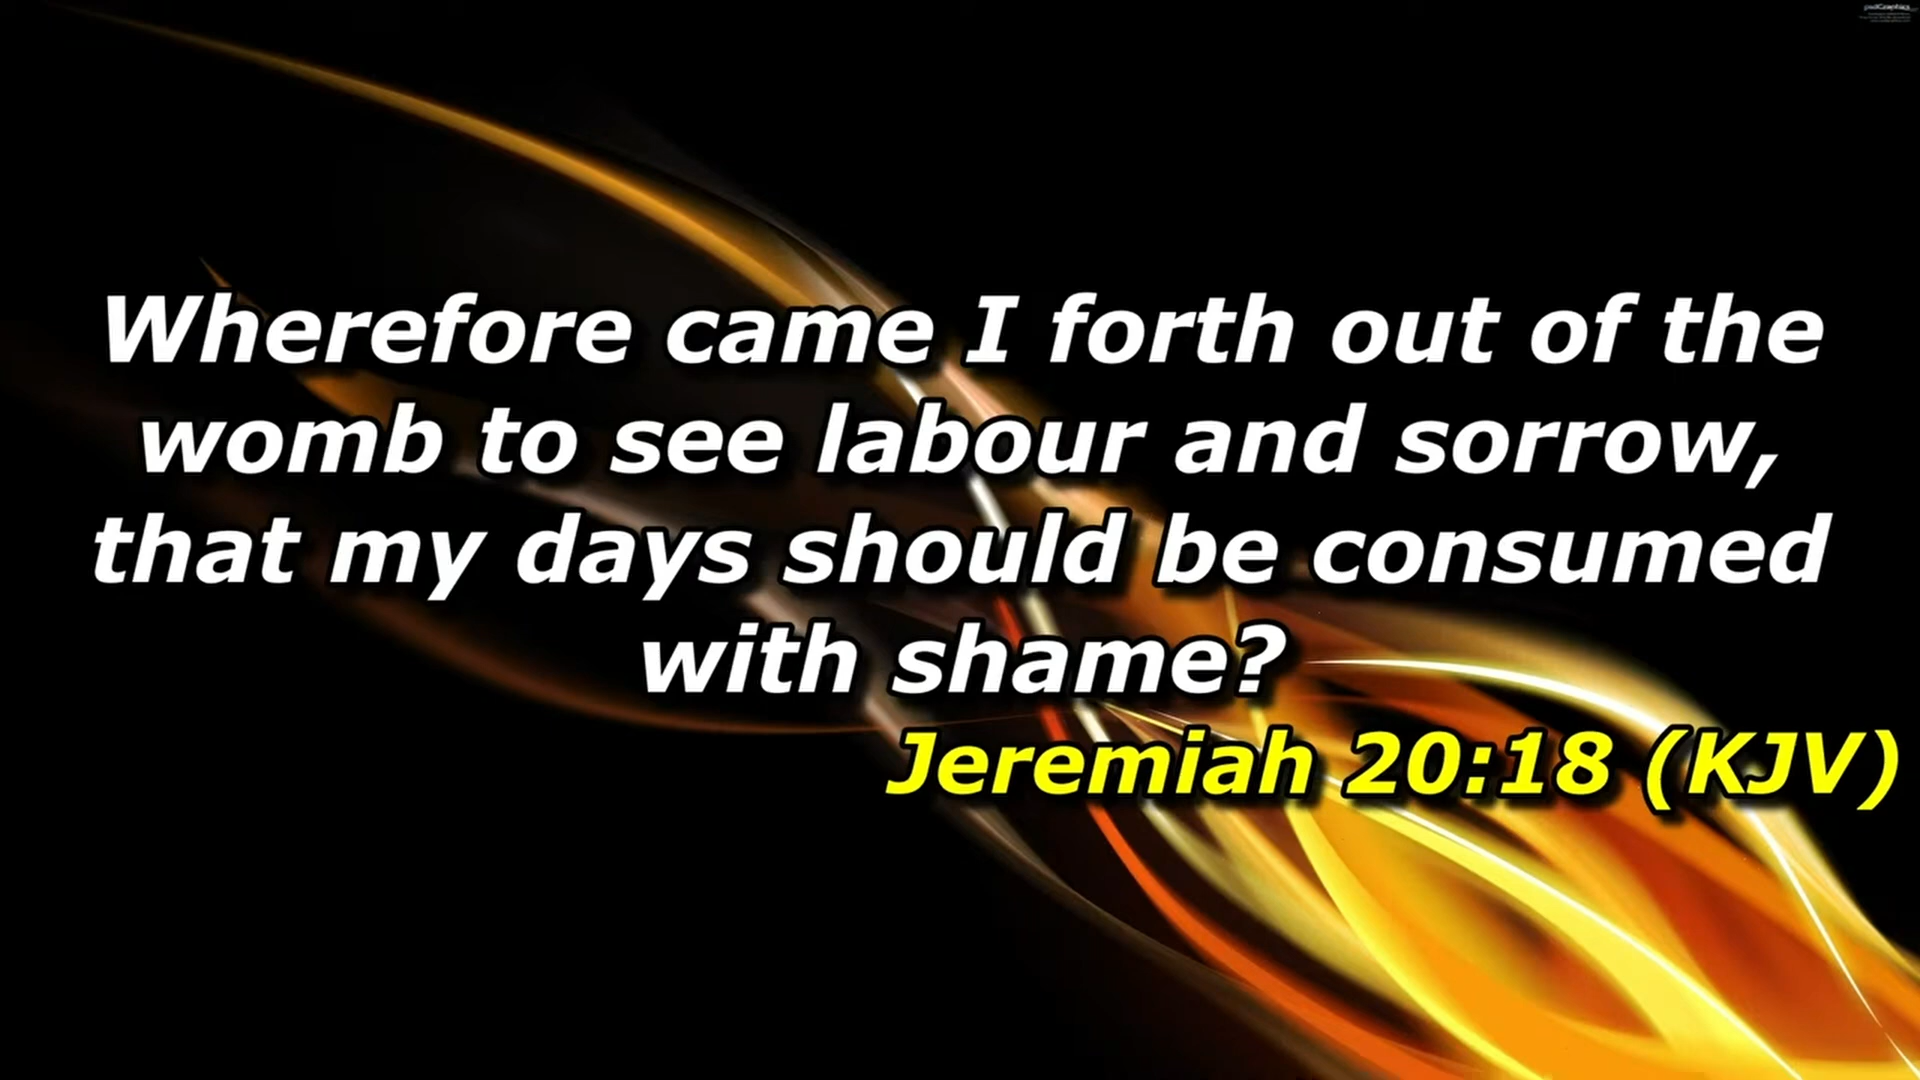 psdGraphics
Wherefore came I forth out of the
womb to see labour and sorrow,
that my days should be consumed
with shame?
Jeremiah 20:18 (KJV)